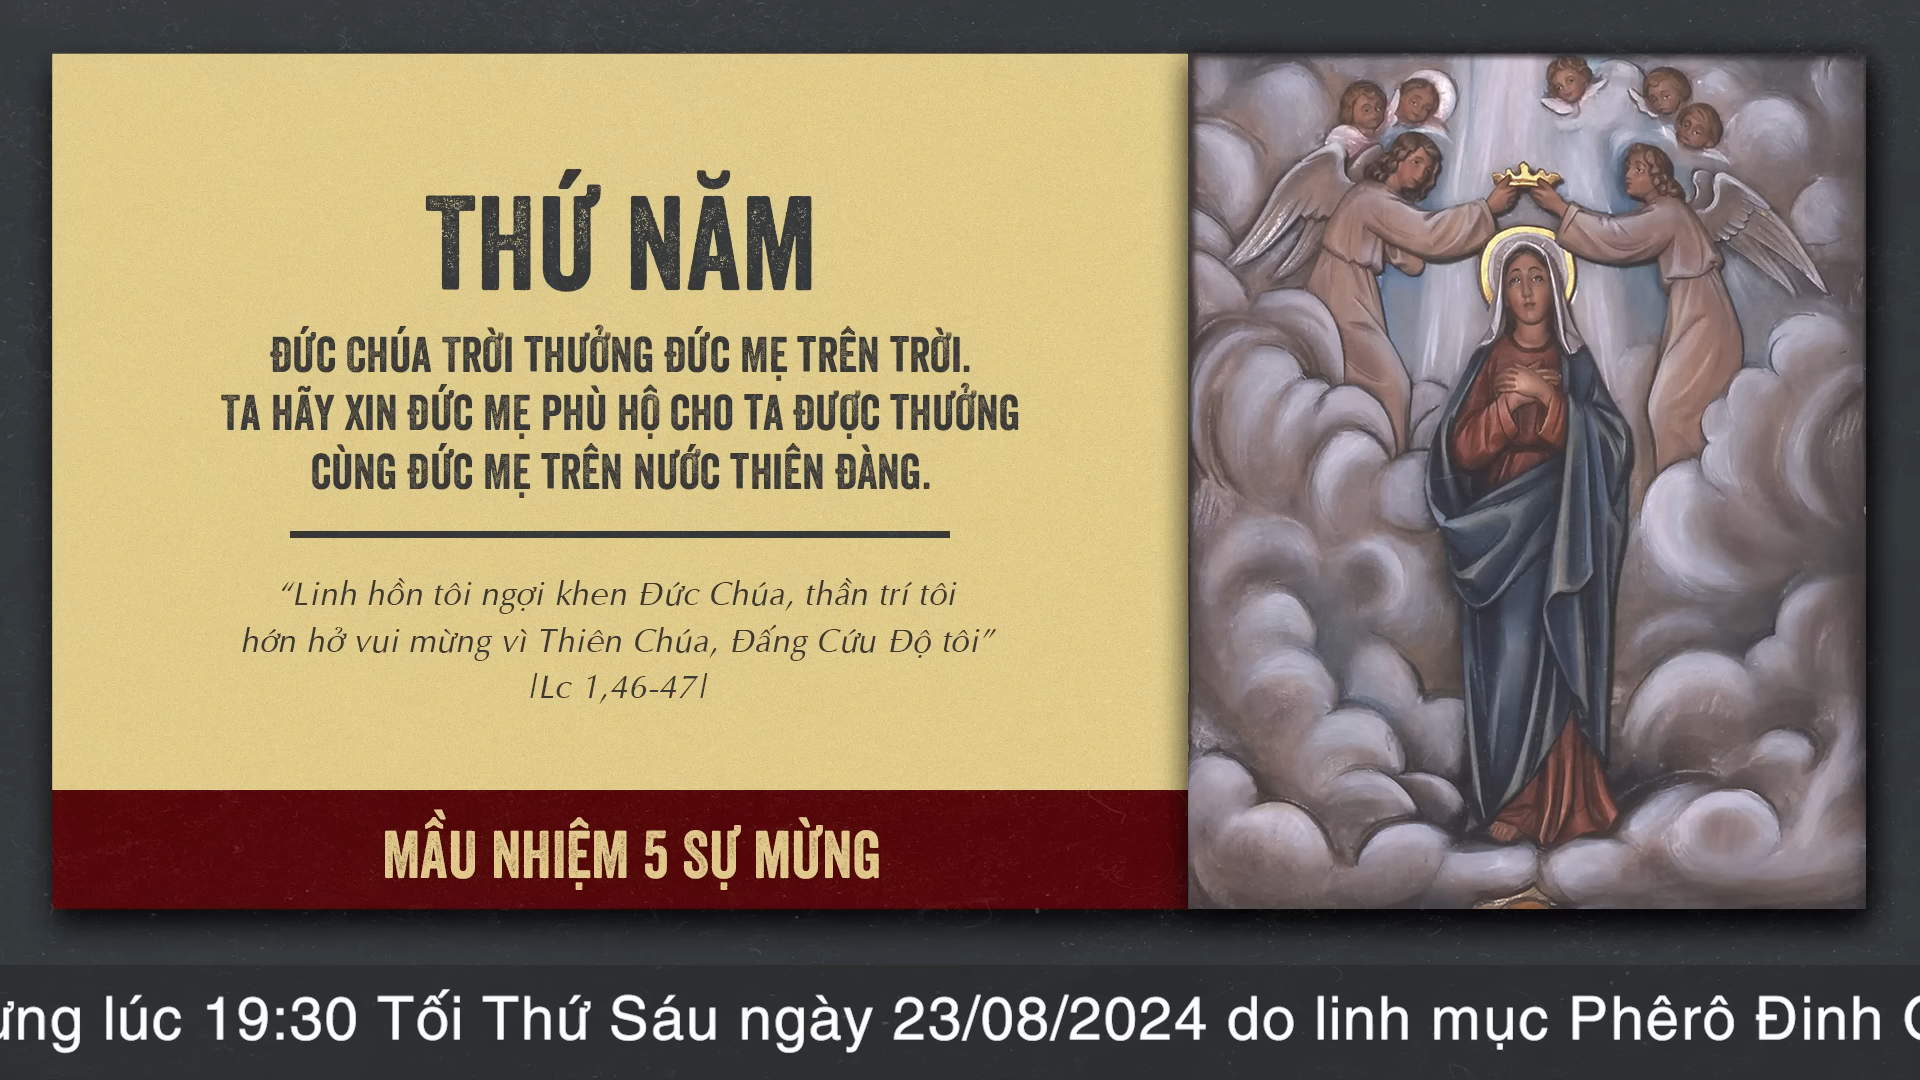 THỨ NĂM
ĐỨC CHÚA TRỜI THƯỞNG ĐỨC MẸ TRÊN TRỜI.
TA HÃY XIN ĐỨC MẸ PHÙ HỘ CHO TA ĐƯỢC THƯỞNG
CÙNG ĐỨC MẸ TRÊN NƯỚC THIÊN ĐÀNG.
“Linh hồn tôi ngợi khen Đức Chúa, thần trí tôi
hớn hở vui mừng vì Thiên Chúa, Đấng Cứu Độ tôi”
|Lc 1,46-47|
MẦU NHIỆM 5 SỰ MỪNG
lúc 19:30 Tối Thứ Sáu ngày 23/08/2024 do linh mục Phêrô Đinh